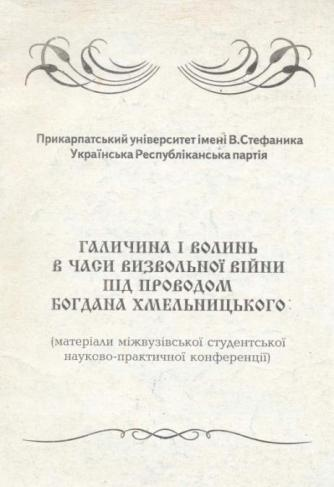 Прикарпатський університет імені В.Стефаника
Українська Республіканська партія
ГАЛИЧИНА І ВОЛИНЬ
В ЧАСИ ВИЗВОЛЬНОЇ ВІЙНИ
ПІД ПРОВОДОМ
БОГДАНА ХМЕЛЬНИЦЬКОГО
(матеріали міжвузівської студентської
науково-практичної конференції)